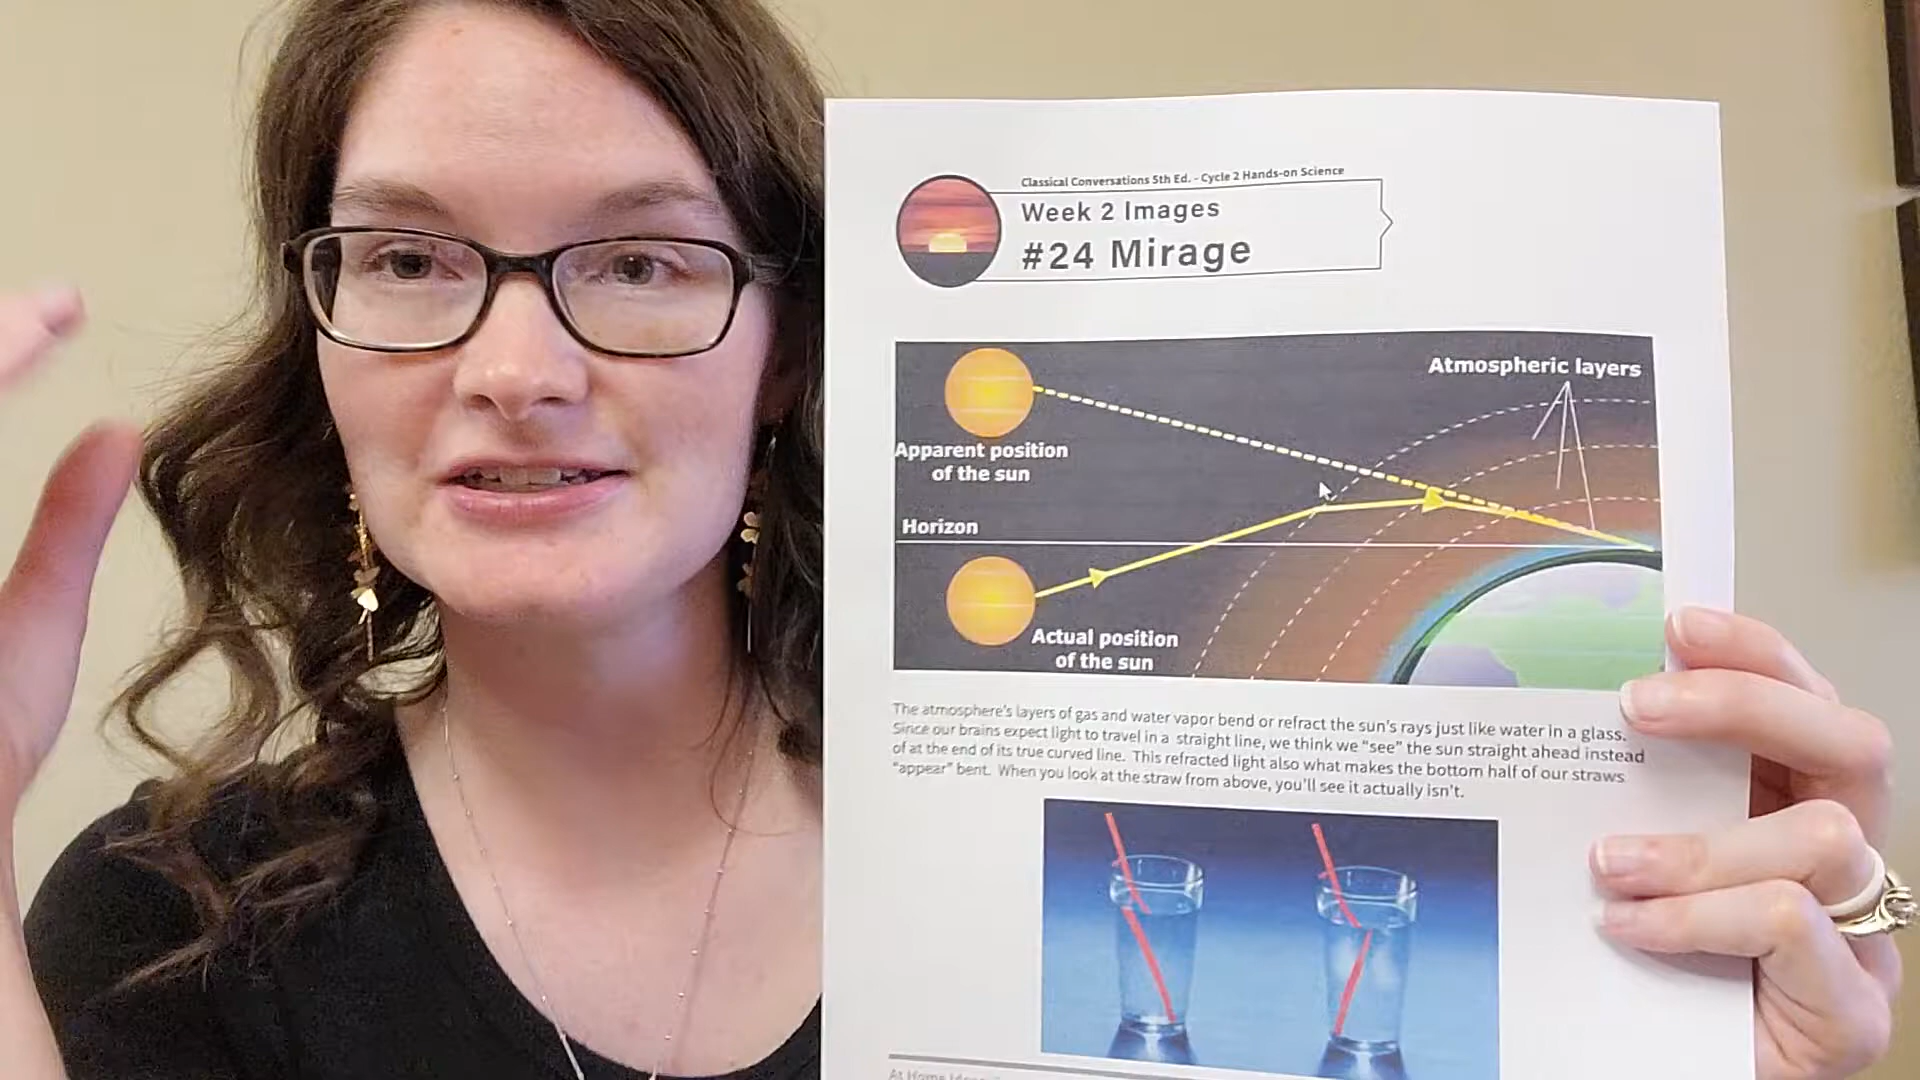 Classical Conversations 5th Ed. - Cycle 2 Hands-on Science
Week 2 Images
#24 Mirage
Atmospheric layers
Apparent position
of the sun
Horizon
Actual position
of the sun
The atmosphere's layers of gas and water vapor bend or refract the sun's rays just like water in a glass.
Since our brains expect light to travel in a straight line, we think we "see" the sun straight ahead instead
of at the end of its true curved line. This refracted light also what makes the bottom half of our straws
"appear" bent. When you look at the straw from above, you'll see it actually isn't.
At Home